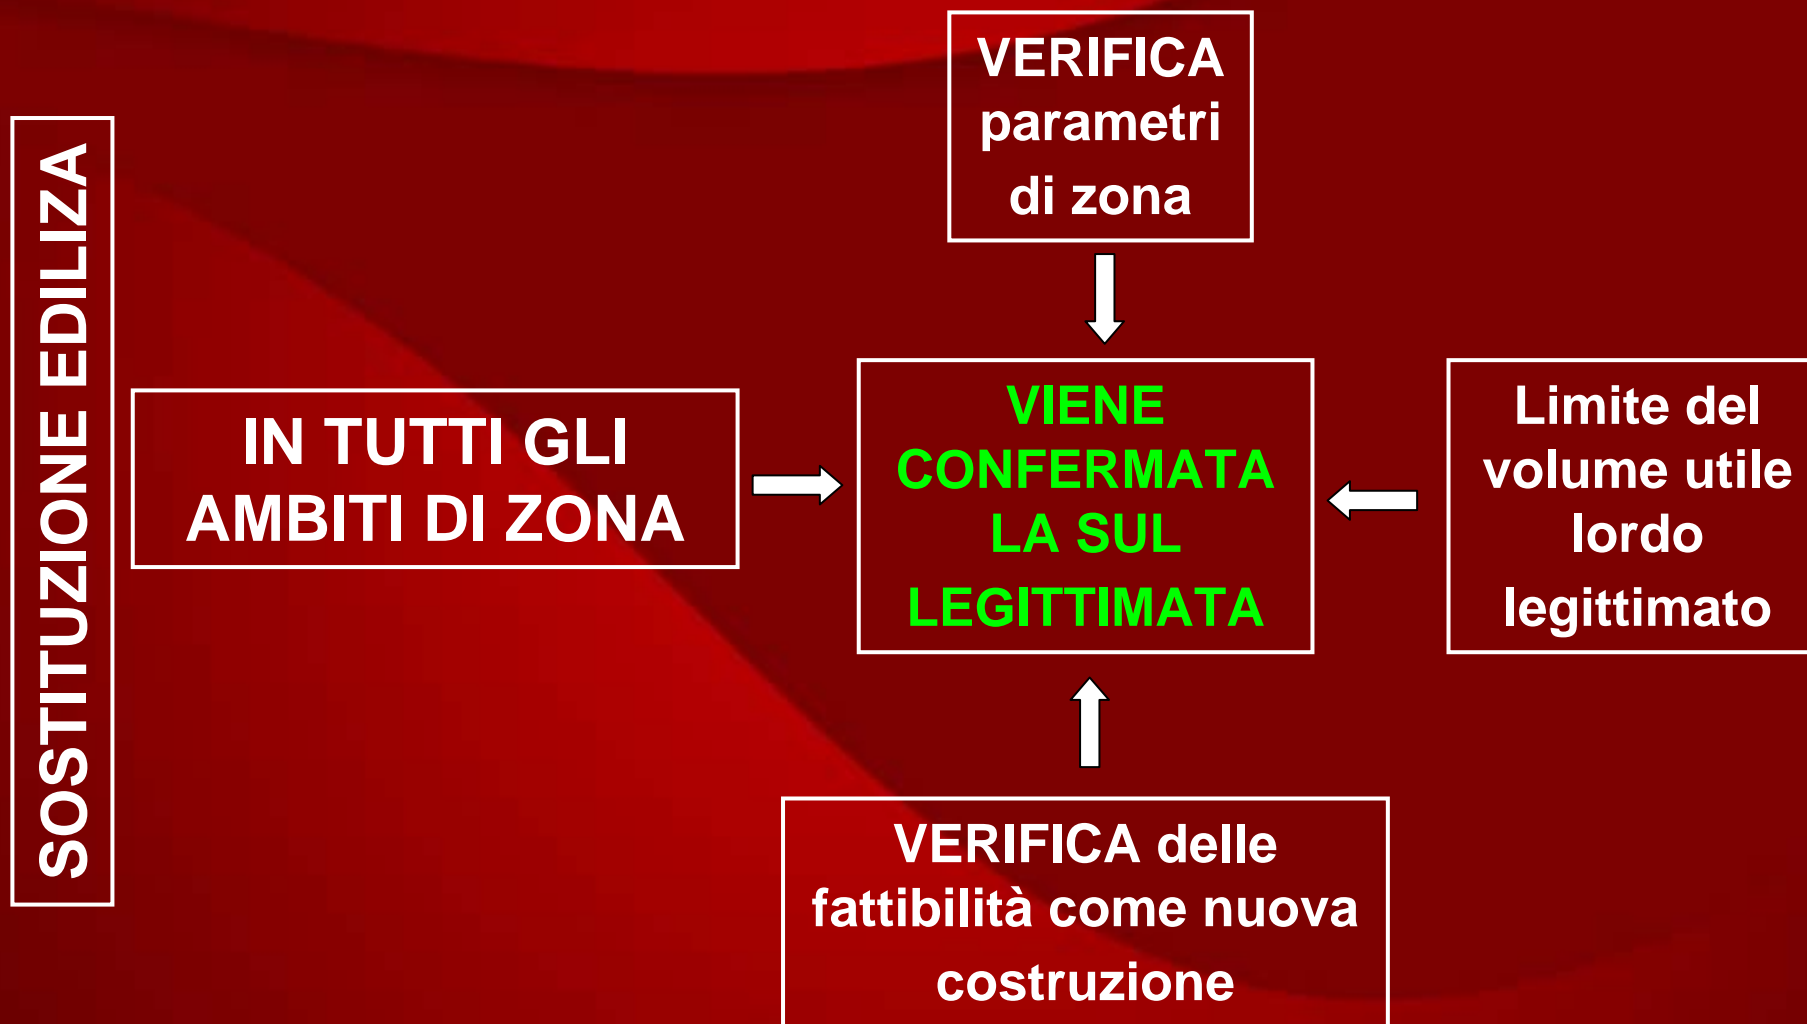 SOSTITUZIONE EDILIZA
VERIFICA
parametri
di zona
IN TUTTI GLI
AMBITI DI ZONA
VIENE
CONFERMATA
LA SUL
LEGITTIMATA
Limite del
volume utile
lordo
legittimato
VERIFICA delle
fattibilità come nuova
costruzione